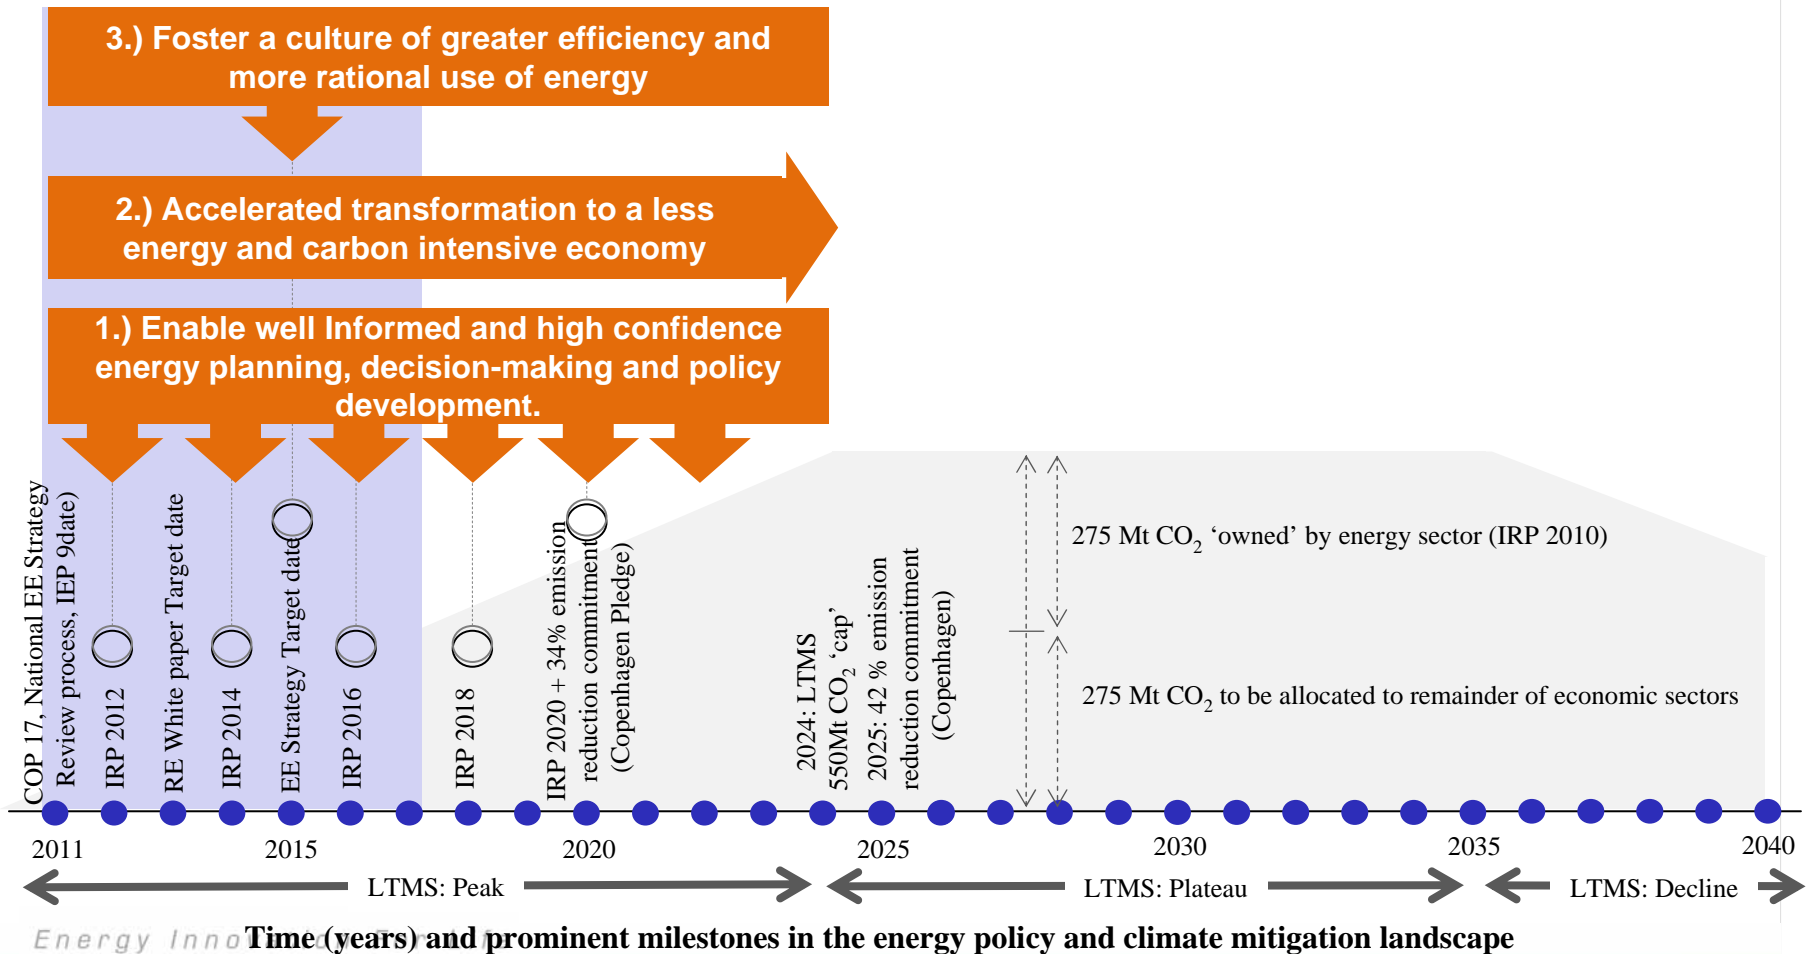 3.) Foster a culture of greater efficiency and
more rational use of energy
2.) Accelerated transformation to a less
energy and carbon intensive economy
1.) Enable well Informed and high confidence
energy planning, decision-making and policy
development.
COP 17, National EE Strategy
Review process, IEP 9date)
IRP 2012
RE White paper Target date
IRP 2014
EE Strategy Target date
IRP 2016
IRP 2018
IRP 2020 + 34% emission
reduction commitment
(Copenhagen Pledge)
2024: LTMS
550Mt CO2 ‘cap’
2025: 42 % emission
reduction commitment
(Copenhagen)
275 Mt CO2 ‘owned’ by energy sector (IRP 2010)
275 Mt CO2 to be allocated to remainder of economic sectors
2011
2015
2020
2025
2030
2035
2040
LTMS: Peak
LTMS: Plateau
LTMS: Decline
Time (years) and prominent milestones in the energy policy and climate mitigation landscape
Energy Innovation For Life